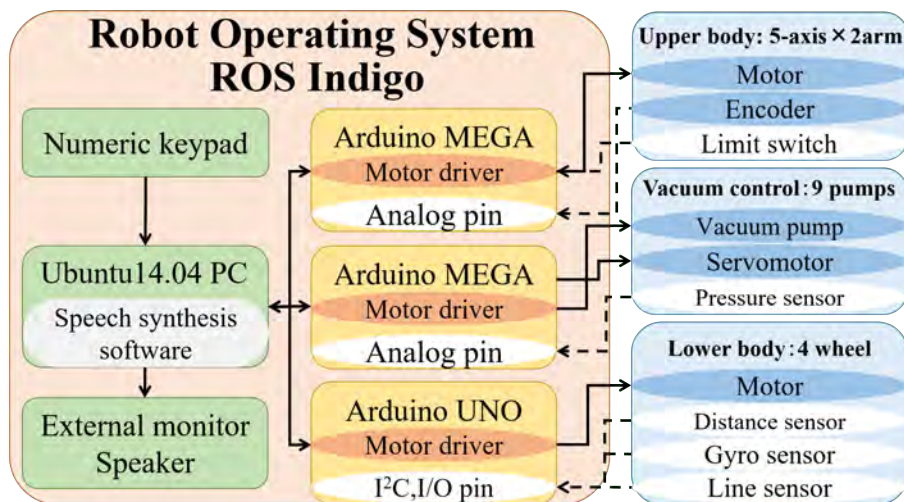 Robot Operating System
ROS Indigo
Numeric keypad
Ubuntu14.04 PC
Speech synthesis
software
External monitor
Speaker
Arduino MEGA
Motor driver
Analog pin
Arduino MEGA
Motor driver
Analog pin
Arduino UNO
Motor driver
I²C,I/O pin
Upper body: 5-axis×2arm
Motor
Encoder
Limit switch
Vacuum control: 9 pumps
Vacuum pump
Servomotor
Pressure sensor
Lower body: 4 wheel
Motor
Distance sensor
Gyro sensor
Line sensor